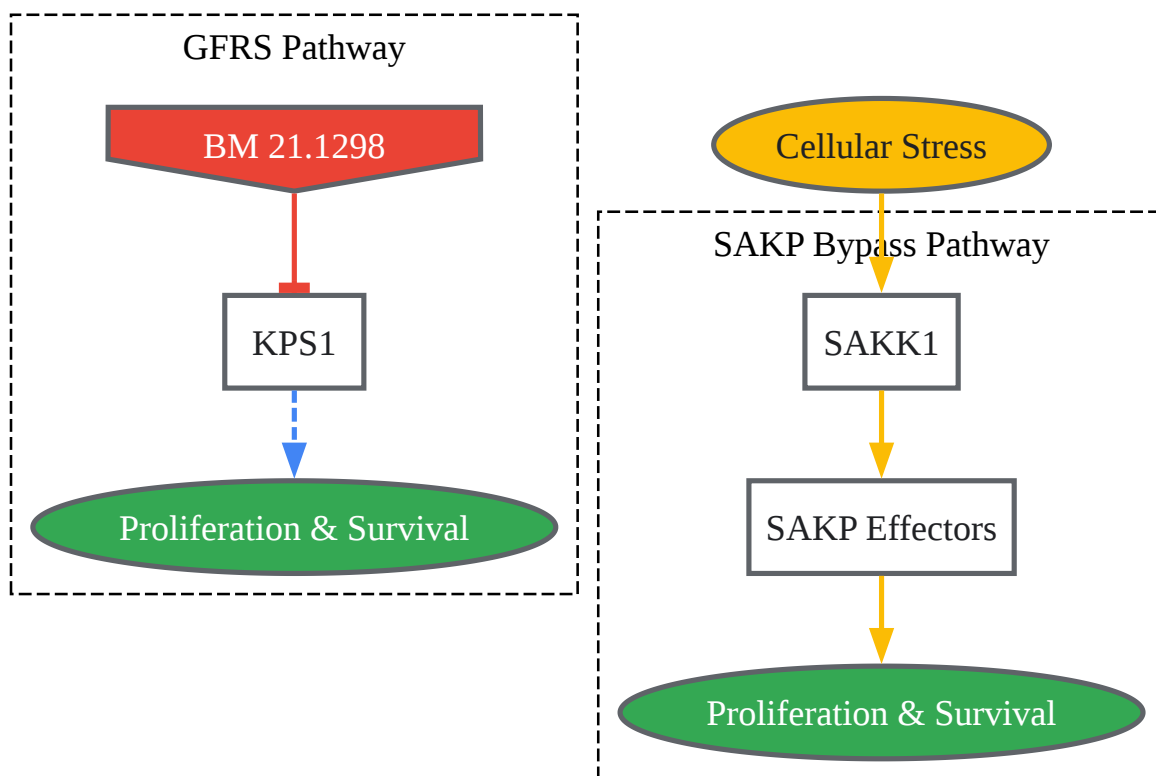 GFRS Pathway
BM 21.1298
KPS1
Proliferation & Survival
Cellular Stress
SAKP Bypass Pathway
SAKK1
SAKP Effectors
Proliferation & Survival